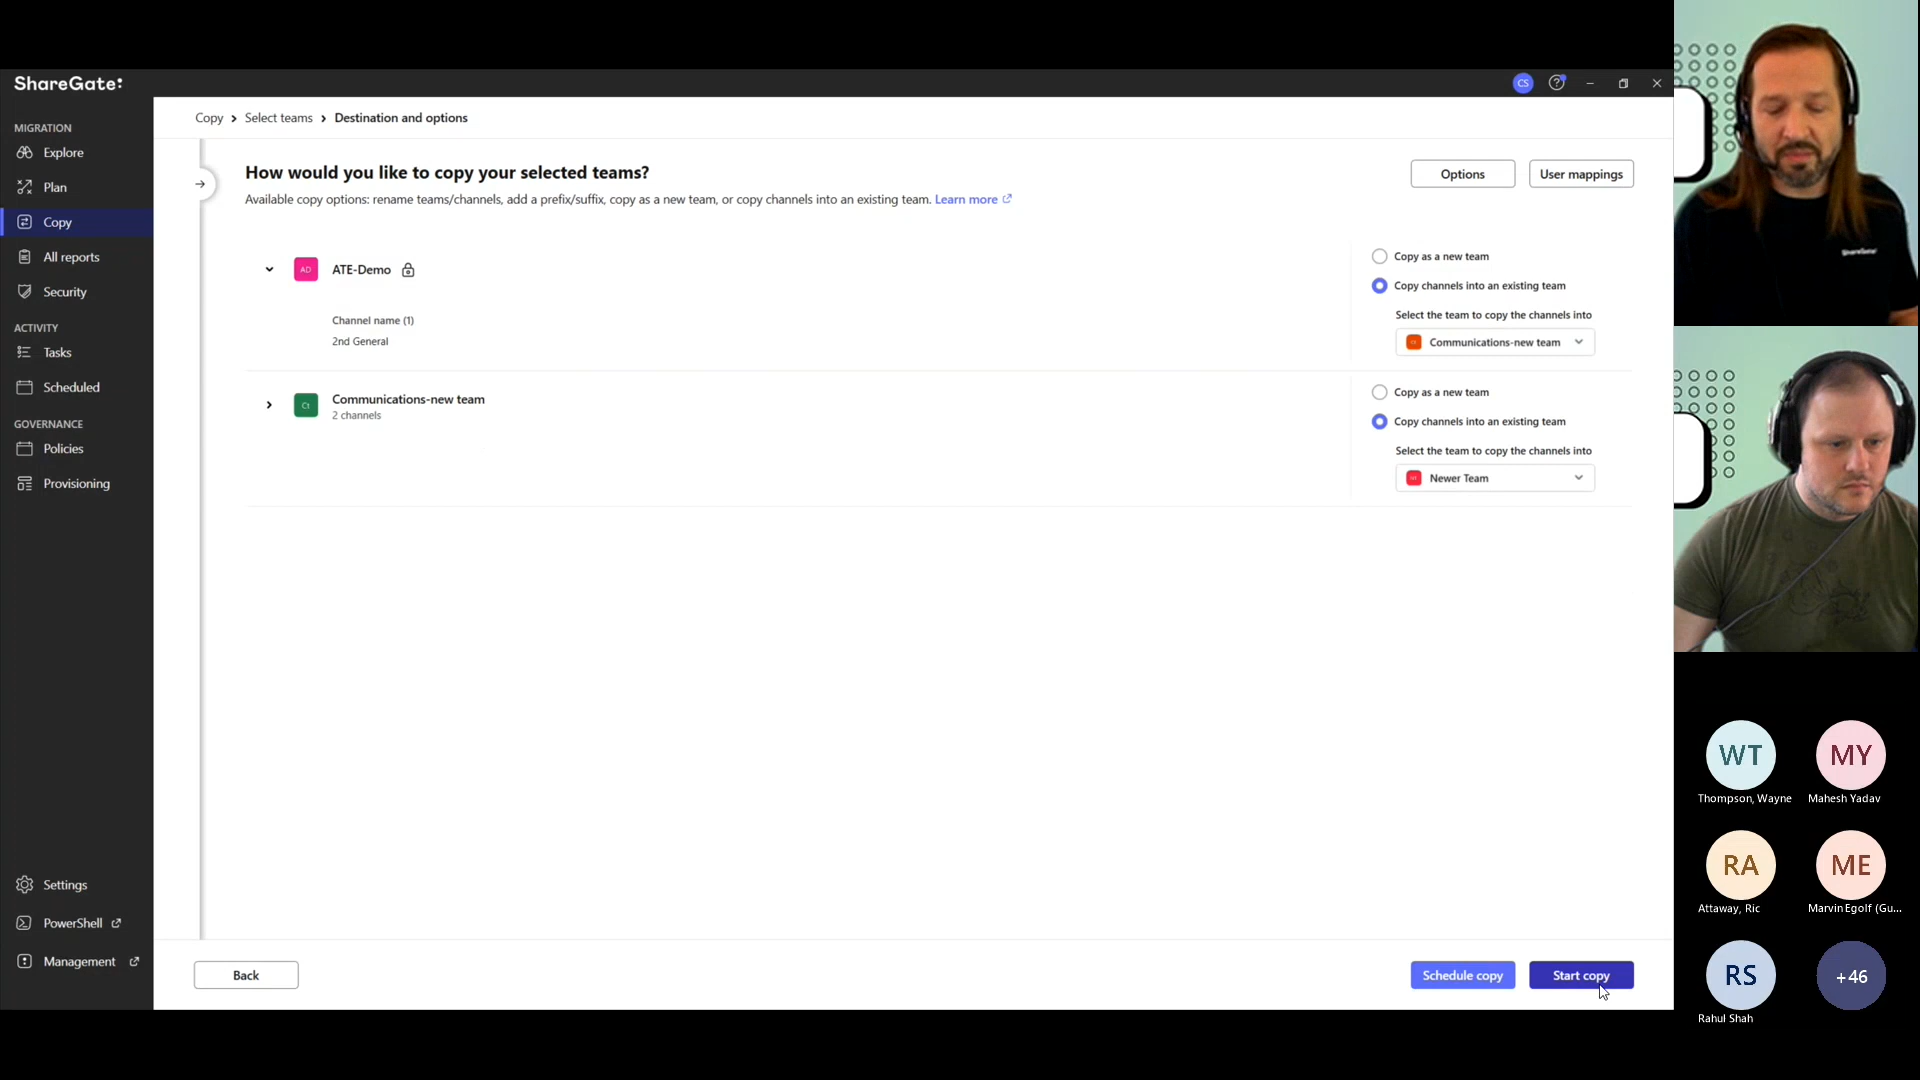 ShareGate:
CS
MIGRATION
Explore
Plan
Copy
All reports
Security
ACTIVITY
Tasks
Scheduled
GOVERNANCE
Policies
Provisioning
Settings
PowerShell
Management
Copy > Select teams > Destination and options
How would you like to copy your selected teams?
Available copy options: rename teams/channels, add a prefix/suffix, copy as a new team, or copy channels into an existing team. Learn more
Options
User mappings
AD
ATE-Demo
Channel name (1)
2nd General
Copy as a new team
Copy channels into an existing team
Select the team to copy the channels into
Communications-new team
Communications-new team
2 channels
Copy as a new team
Copy channels into an existing team
Select the team to copy the channels into
Newer Team
Back
Schedule copy
Start copy
ShareGate:
WT
Thompson, Wayne
MY
Mahesh Yadav
RA
Attaway, Ric
ME
Marvin Egolf (Gu...
RS
Rahul Shah
+46